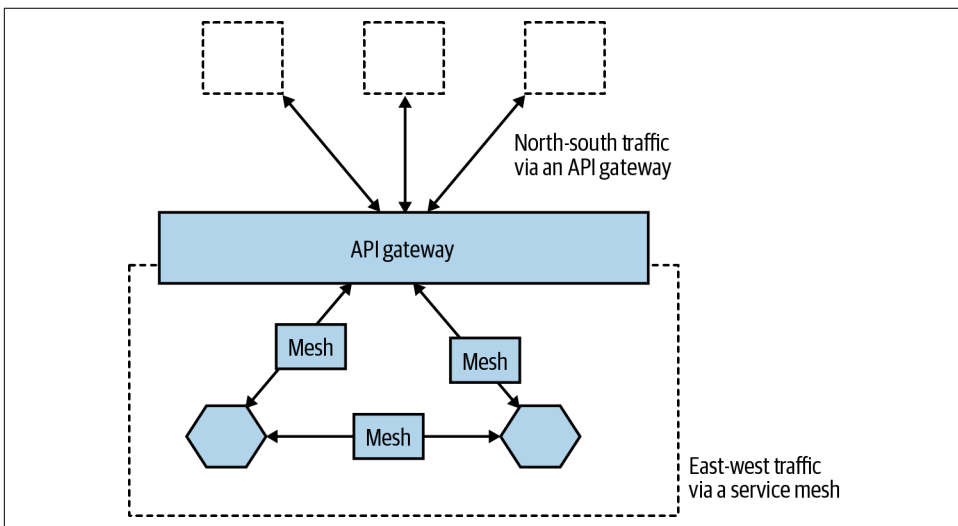 North-south traffic
via an API gateway
API gateway
Mesh
Mesh
Mesh
East-west traffic
via a service mesh